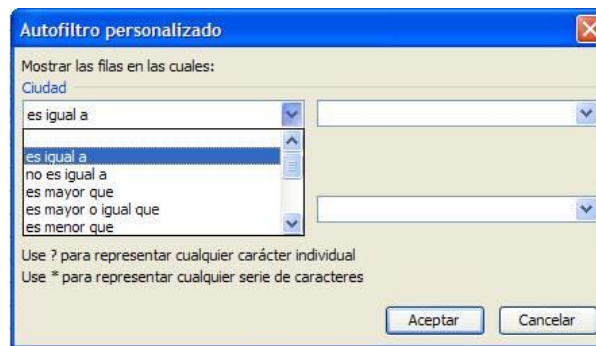 Autofiltro personalizado
Mostrar las filas en las cuales:
Ciudad
es igual a
es igual a
no es igual a
es mayor que
es mayor o igual que
es menor que
Use ? para representar cualquier carácter individual
Use * para representar cualquier serie de caracteres
Aceptar
Cancelar